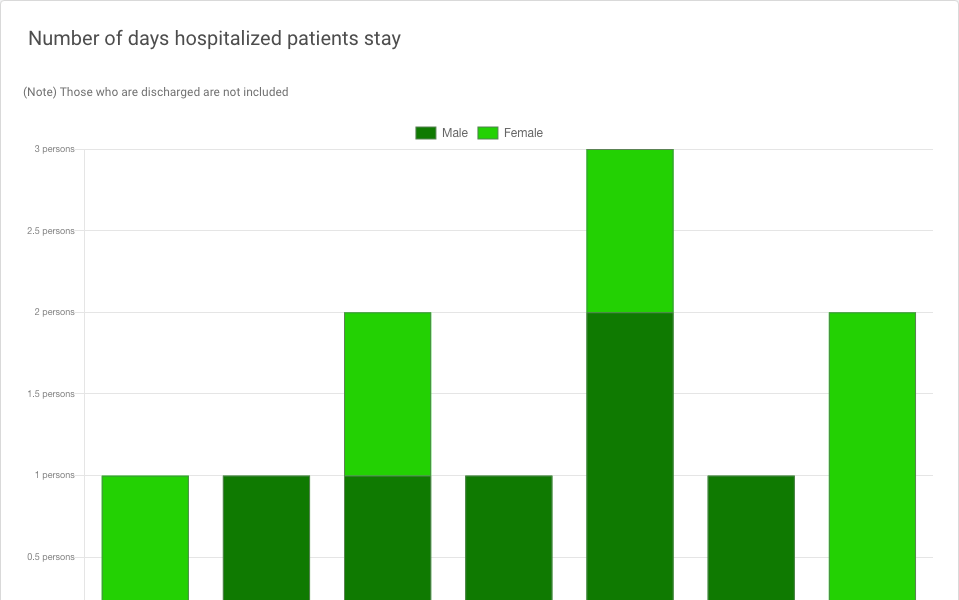 Number of days hospitalized patients stay
(Note) Those who are discharged are not included
Male Female
3 persons
2.5 persons
2 persons
1.5 persons
1 persons
0.5 persons